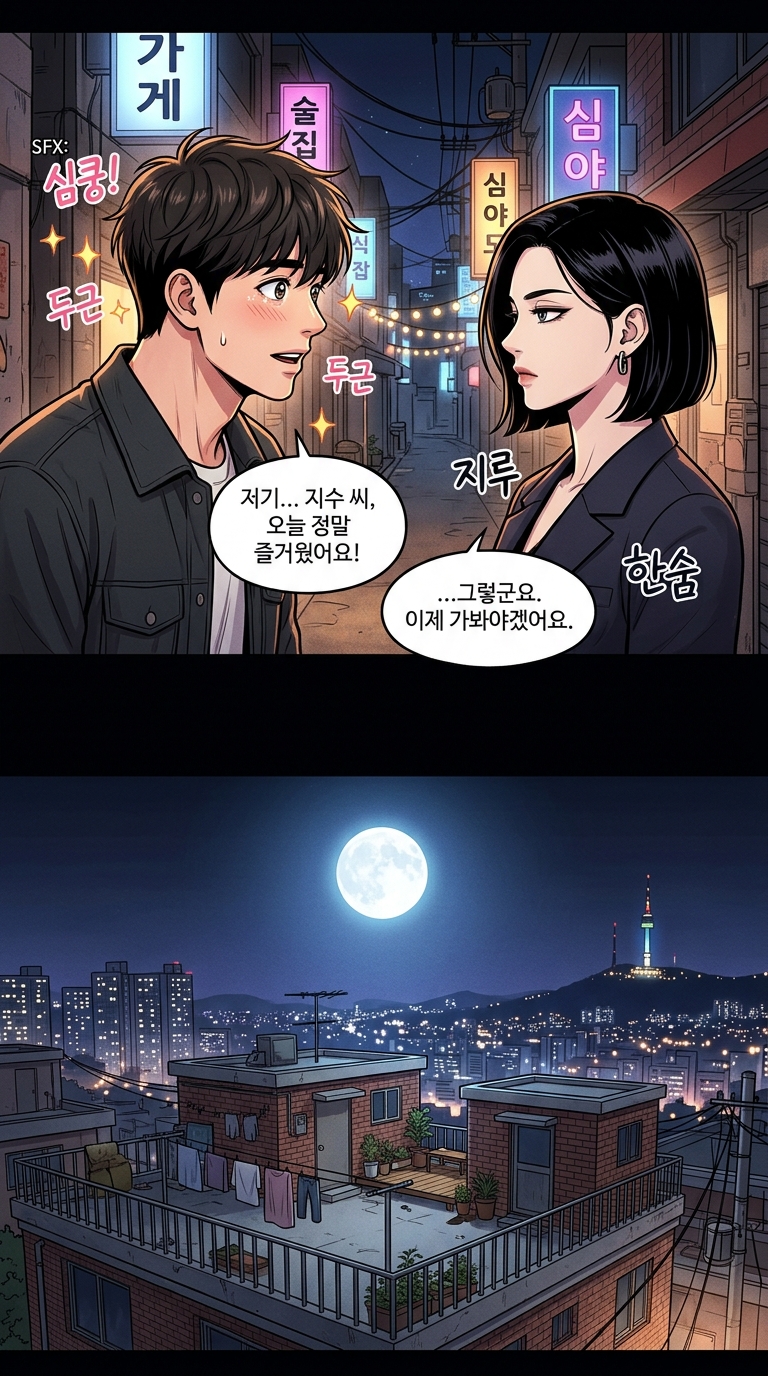 가게
술집
심야
심야도
식잡
SFX:
심쿵!
두근
두근
저기... 지수 씨,
오늘 정말
즐거웠어요!
지루
한숨
...그렇군요.
이제 가봐야겠어요.